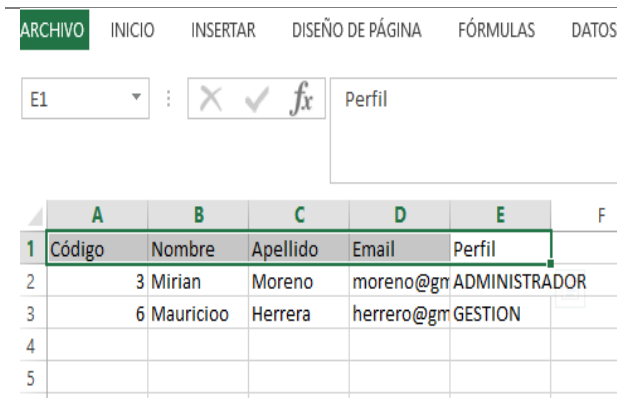 ARCHIVO INICIO INSERTAR DISEÑO DE PÁGINA FÓRMULAS DATOS
E1 fx Perfil
A B C D E F
1 Código Nombre Apellido Email Perfil
2 3 Mirian Moreno moreno@gm ADMINISTRADOR
3 6 Mauricioo Herrera herrero@gm GESTION
4
5